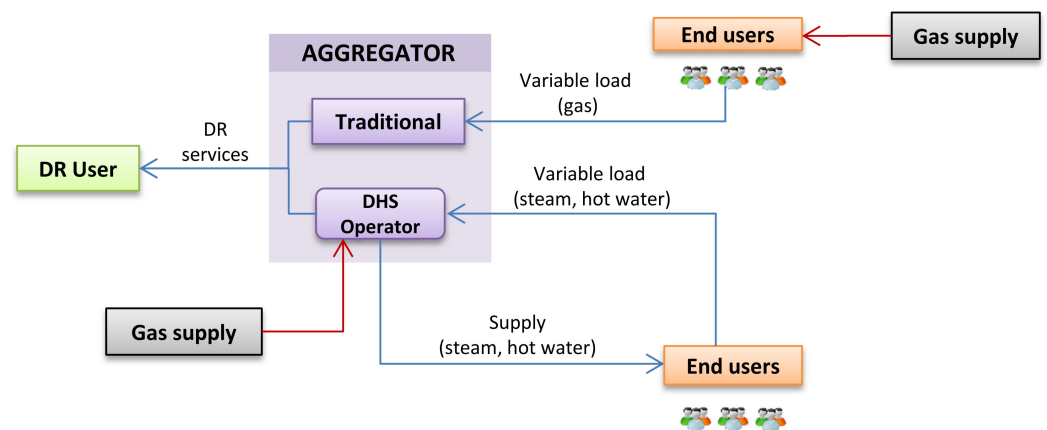 End users
Gas supply
AGGREGATOR
Variable load
(gas)
Traditional
DR
services
DR User
Variable load
(steam, hot water)
DHS
Operator
Gas supply
Supply
(steam, hot water)
End users